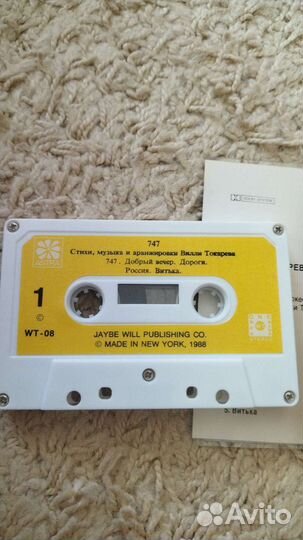 747
Стихи, музыка и аранжировки Вилли Токарева
747. Добрый вечер. Дороги.
Россия. Витька.
1
WT-08
JAYBE WILL PUBLISHING CO.
© MADE IN NEW YORK, 1988
5. Витька
Avito